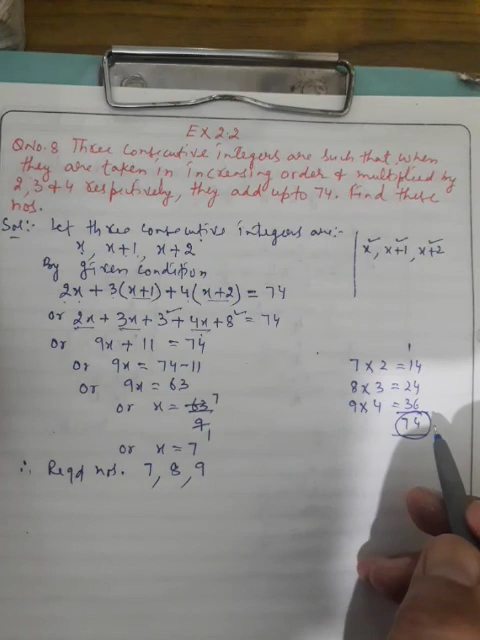 EX 2.2
QNo.8 Three consecutive integers are such that when
they are taken in increasing order & multiplied by
2, 3 & 4 respectively, they add up to 74. Find these
nos.
Sol:- Let three consecutive integers are:-
x, x+1, x+2
x, x+1, x+2
By given condition
2x + 3(x+1) + 4(x+2) = 74
or 2x + 3x + 3 + 4x + 8 = 74
or 9x + 11 = 74
or 9x = 74-11
or 9x = 63
or x = 63 7
9 1
or x = 7
∴ Reqd nos. 7, 8, 9
1
7 x 2 = 14
8 x 3 = 24
9 x 4 = 36
74